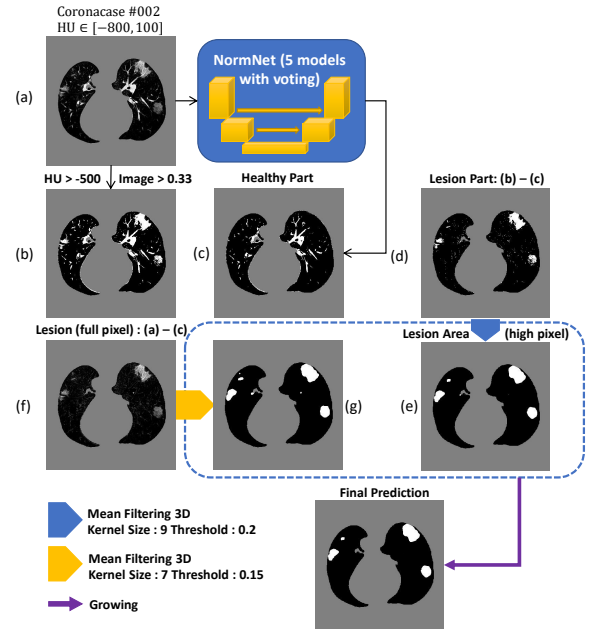 Coronacase #002
HU ∈ [−800, 100]
NormNet (5 models
with voting)
(a)
HU > -500
Image > 0.33
Healthy Part
Lesion Part: (b) – (c)
(b)
(c)
(d)
Lesion (full pixel) : (a) – (c)
Lesion Area
(high pixel)
(f)
(g)
(e)
Final Prediction
Mean Filtering 3D
Kernel Size : 9 Threshold : 0.2
Mean Filtering 3D
Kernel Size : 7 Threshold : 0.15
Growing